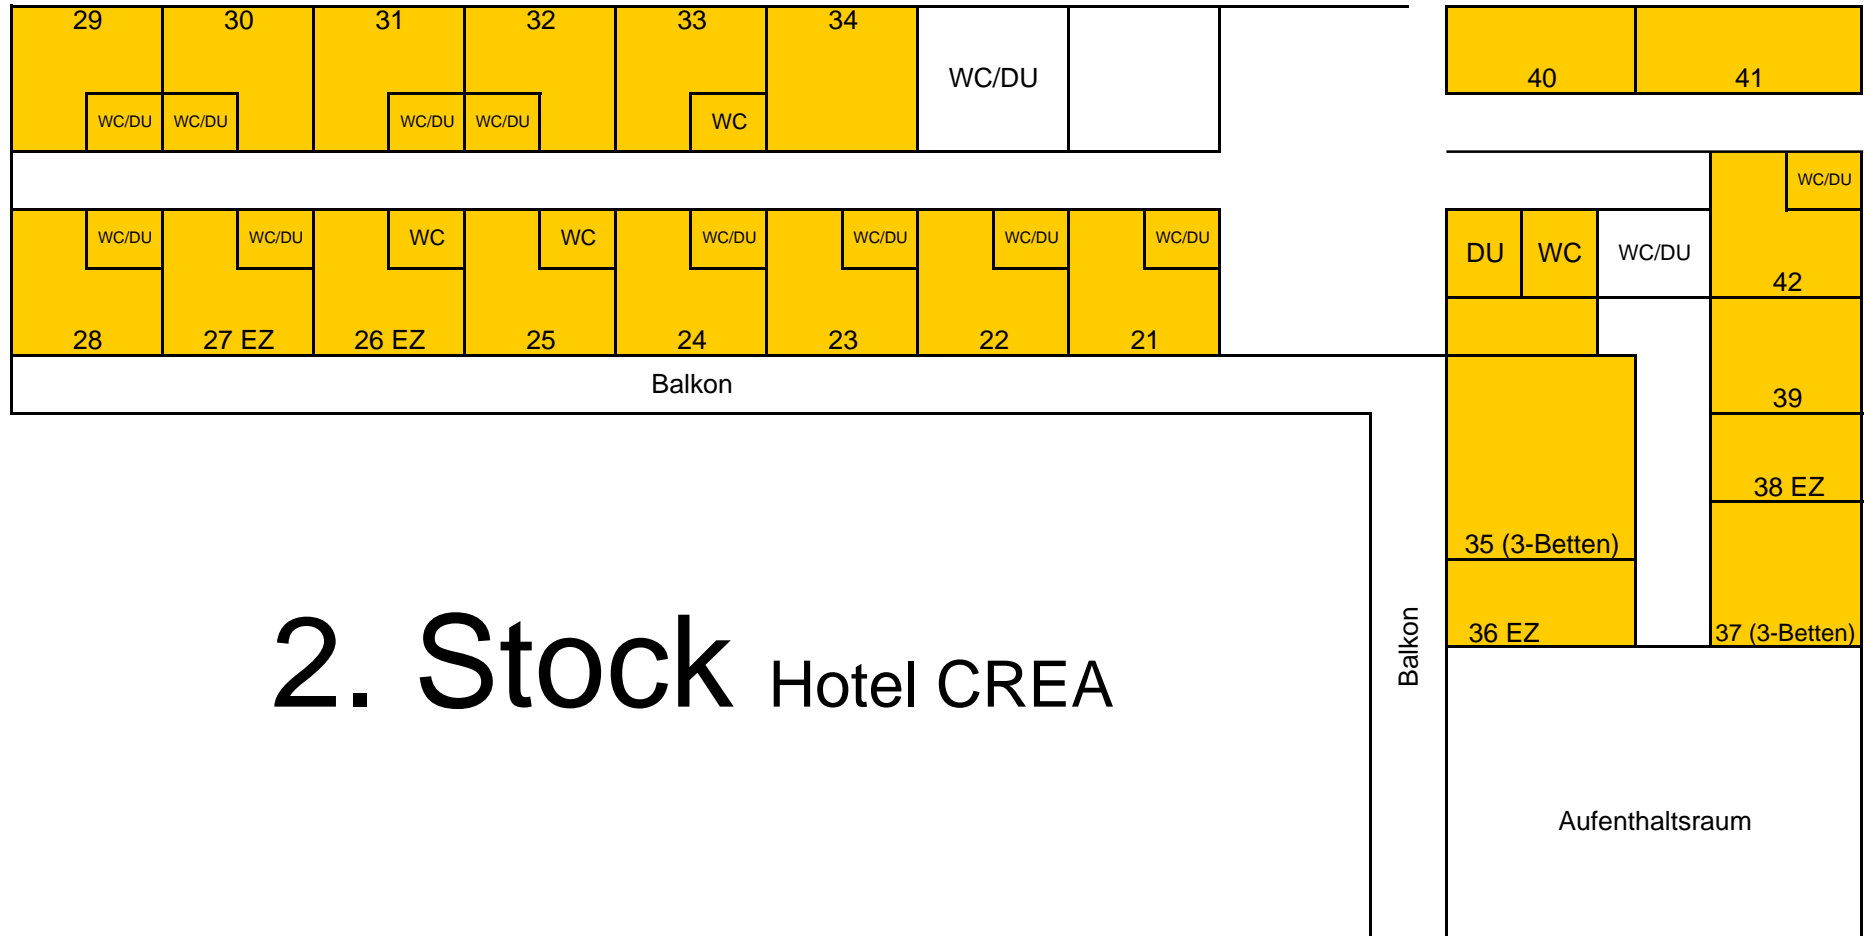 29 30 31 32 33 34
WC/DU
40 41
WC/DU WC/DU WC/DU WC/DU WC
WC/DU
WC/DU WC/DU WC WC WC/DU WC/DU WC/DU WC/DU
DU WC WC/DU
42
28 27 EZ 26 EZ 25 24 23 22 21
Balkon
39
38 EZ
35 (3-Betten)
36 EZ 37 (3-Betten)
Balkon
2. Stock Hotel CREA
Aufenthaltsraum